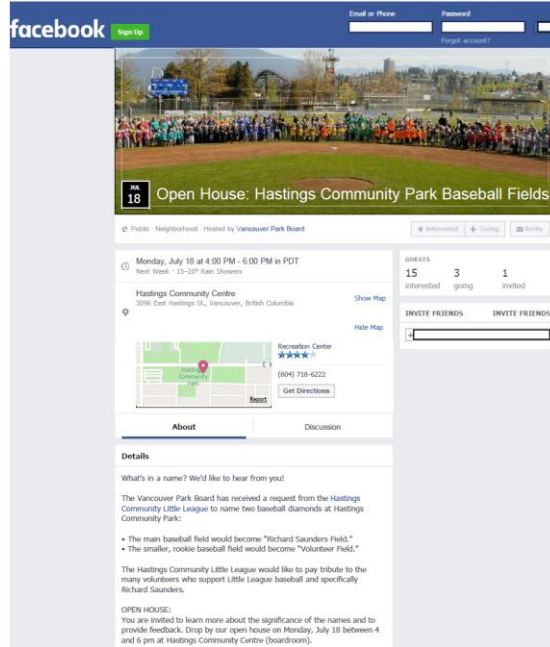 facebook
Sign Up
Email or Phone
Password
Forgot account?
JUL
18
Open House: Hastings Community Park Baseball Fields
Public · Neighborhood · Hosted by Vancouver Park Board
Interested
Going
Invite
Monday, July 18 at 4:00 PM - 6:00 PM in PDT
Next Week · 15–20° Rain Showers
Hastings Community Centre
3096 East Hastings St., Vancouver, British Columbia
Show Map
Hide Map
Hastings
Community
Park
E H
Report
Recreation Center
(604) 718-6222
Get Directions
GUESTS
15
3
1
interested
going
invited
INVITE FRIENDS
INVITE FRIENDS
About
Discussion
Details
What's in a name? We'd like to hear from you!
The Vancouver Park Board has received a request from the Hastings
Community Little League to name two baseball diamonds at Hastings
Community Park:
• The main baseball field would become "Richard Saunders Field."
• The smaller, rookie baseball field would become "Volunteer Field."
The Hastings Community Little League would like to pay tribute to the
many volunteers who support Little League baseball and specifically
Richard Saunders.
OPEN HOUSE:
You are invited to learn more about the significance of the names and to
provide feedback. Drop by our open house on Monday, July 18 between 4
and 6 pm at Hastings Community Centre (boardroom).